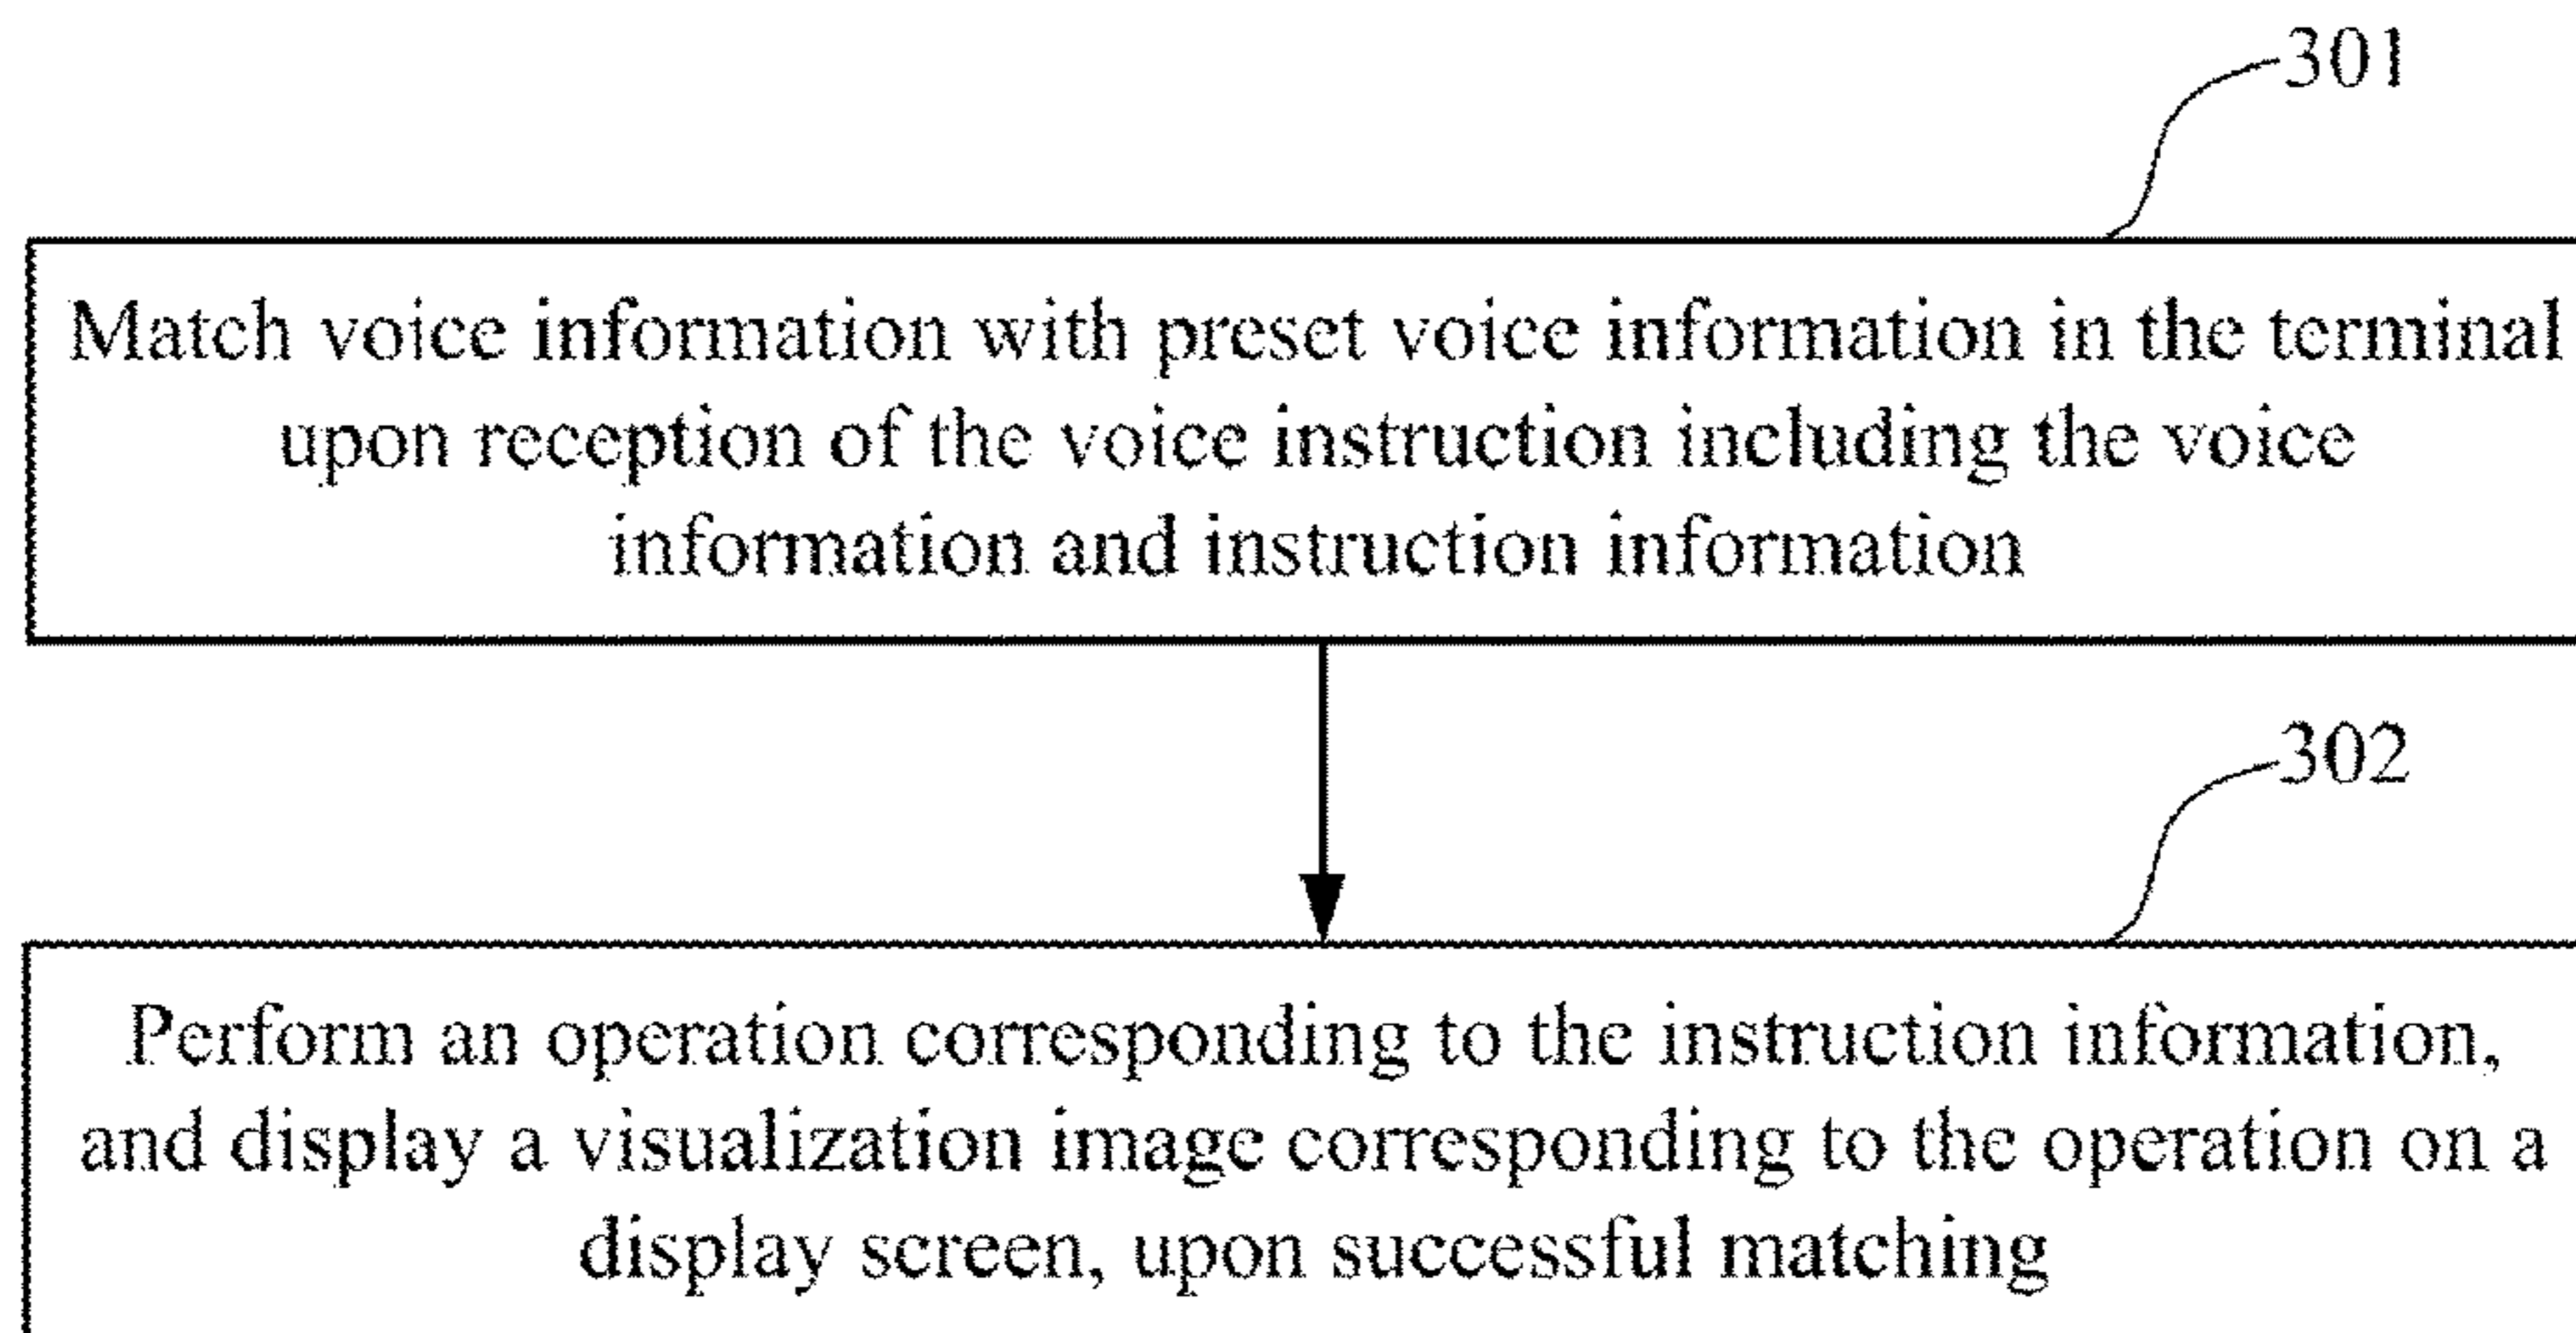 301
Match voice information with preset voice information in the terminal
upon reception of the voice instruction including the voice
information and instruction information
302
Perform an operation corresponding to the instruction information,
and display a visualization image corresponding to the operation on a
display screen, upon successful matching